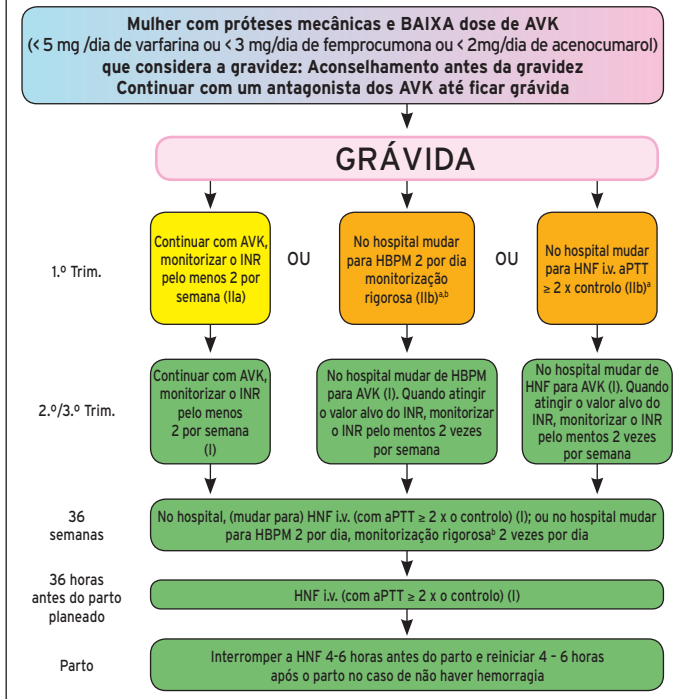 Mulher com próteses mecânicas e BAIXA dose de AVK
(< 5 mg /dia de varfarina ou < 3 mg/dia de femprocumona ou < 2mg/dia de acenocumarol)
que considera a gravidez: Aconselhamento antes da gravidez
Continuar com um antagonista dos AVK até ficar grávida
GRÁVIDA
1.º Trim.
Continuar com AVK,
monitorizar o INR
pelo menos 2 por
semana (IIa)
OU
No hospital mudar
para HBPM 2 por dia
monitorização
rigorosa (IIb)a,b
OU
No hospital mudar
para HNF i.v. aPTT
≥ 2 x controlo (IIb)a
2.º/3.º Trim.
Continuar com AVK,
monitorizar o INR
pelo menos
2 por semana
(I)
No hospital mudar de HBPM
para AVK (I). Quando atingir
o valor alvo do INR, monitorizar
o INR pelo mentos 2 vezes
por semana
No hospital mudar de
HNF para AVK (I). Quando
atingir o valor alvo do
INR, monitorizar o INR
pelo mentos 2 vezes
por semana
36
semanas
No hospital, (mudar para) HNF i.v. (com aPTT ≥ 2 x o controlo) (I); ou no hospital mudar
para HBPM 2 por dia, monitorização rigorosab 2 vezes por dia
36 horas
antes do parto
planeado
HNF i.v. (com aPTT ≥ 2 x o controlo) (I)
Parto
Interromper a HNF 4-6 horas antes do parto e reiniciar 4 – 6 horas
após o parto no caso de não haver hemorragia